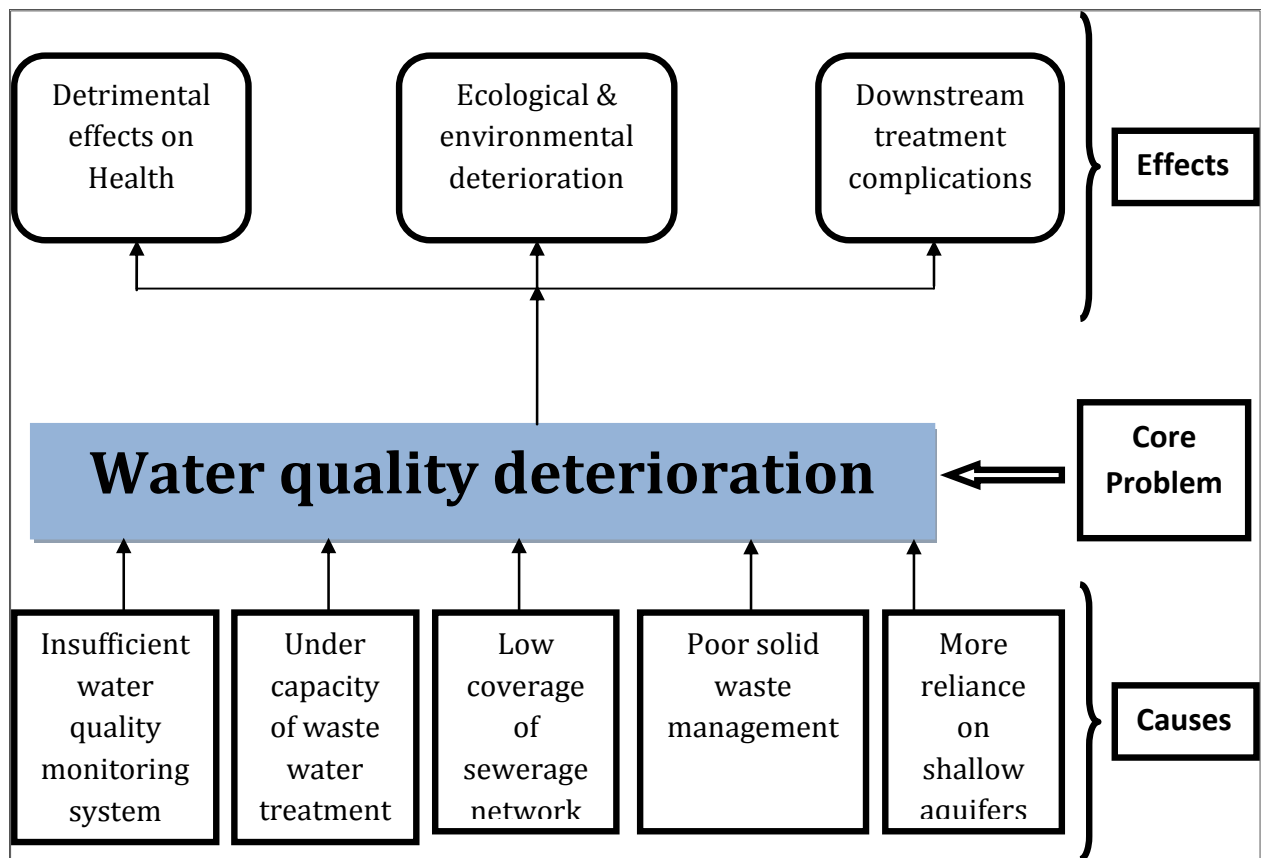 Detrimental
effects on
Health
Ecological &
environmental
deterioration
Downstream
treatment
complications
Effects
Water quality deterioration
Core
Problem
Insufficient
water
quality
monitoring
system
Under
capacity
of waste
water
treatment
Low
coverage
of
sewerage
network
Poor solid
waste
management
More
reliance
on
shallow
aquifers
Causes